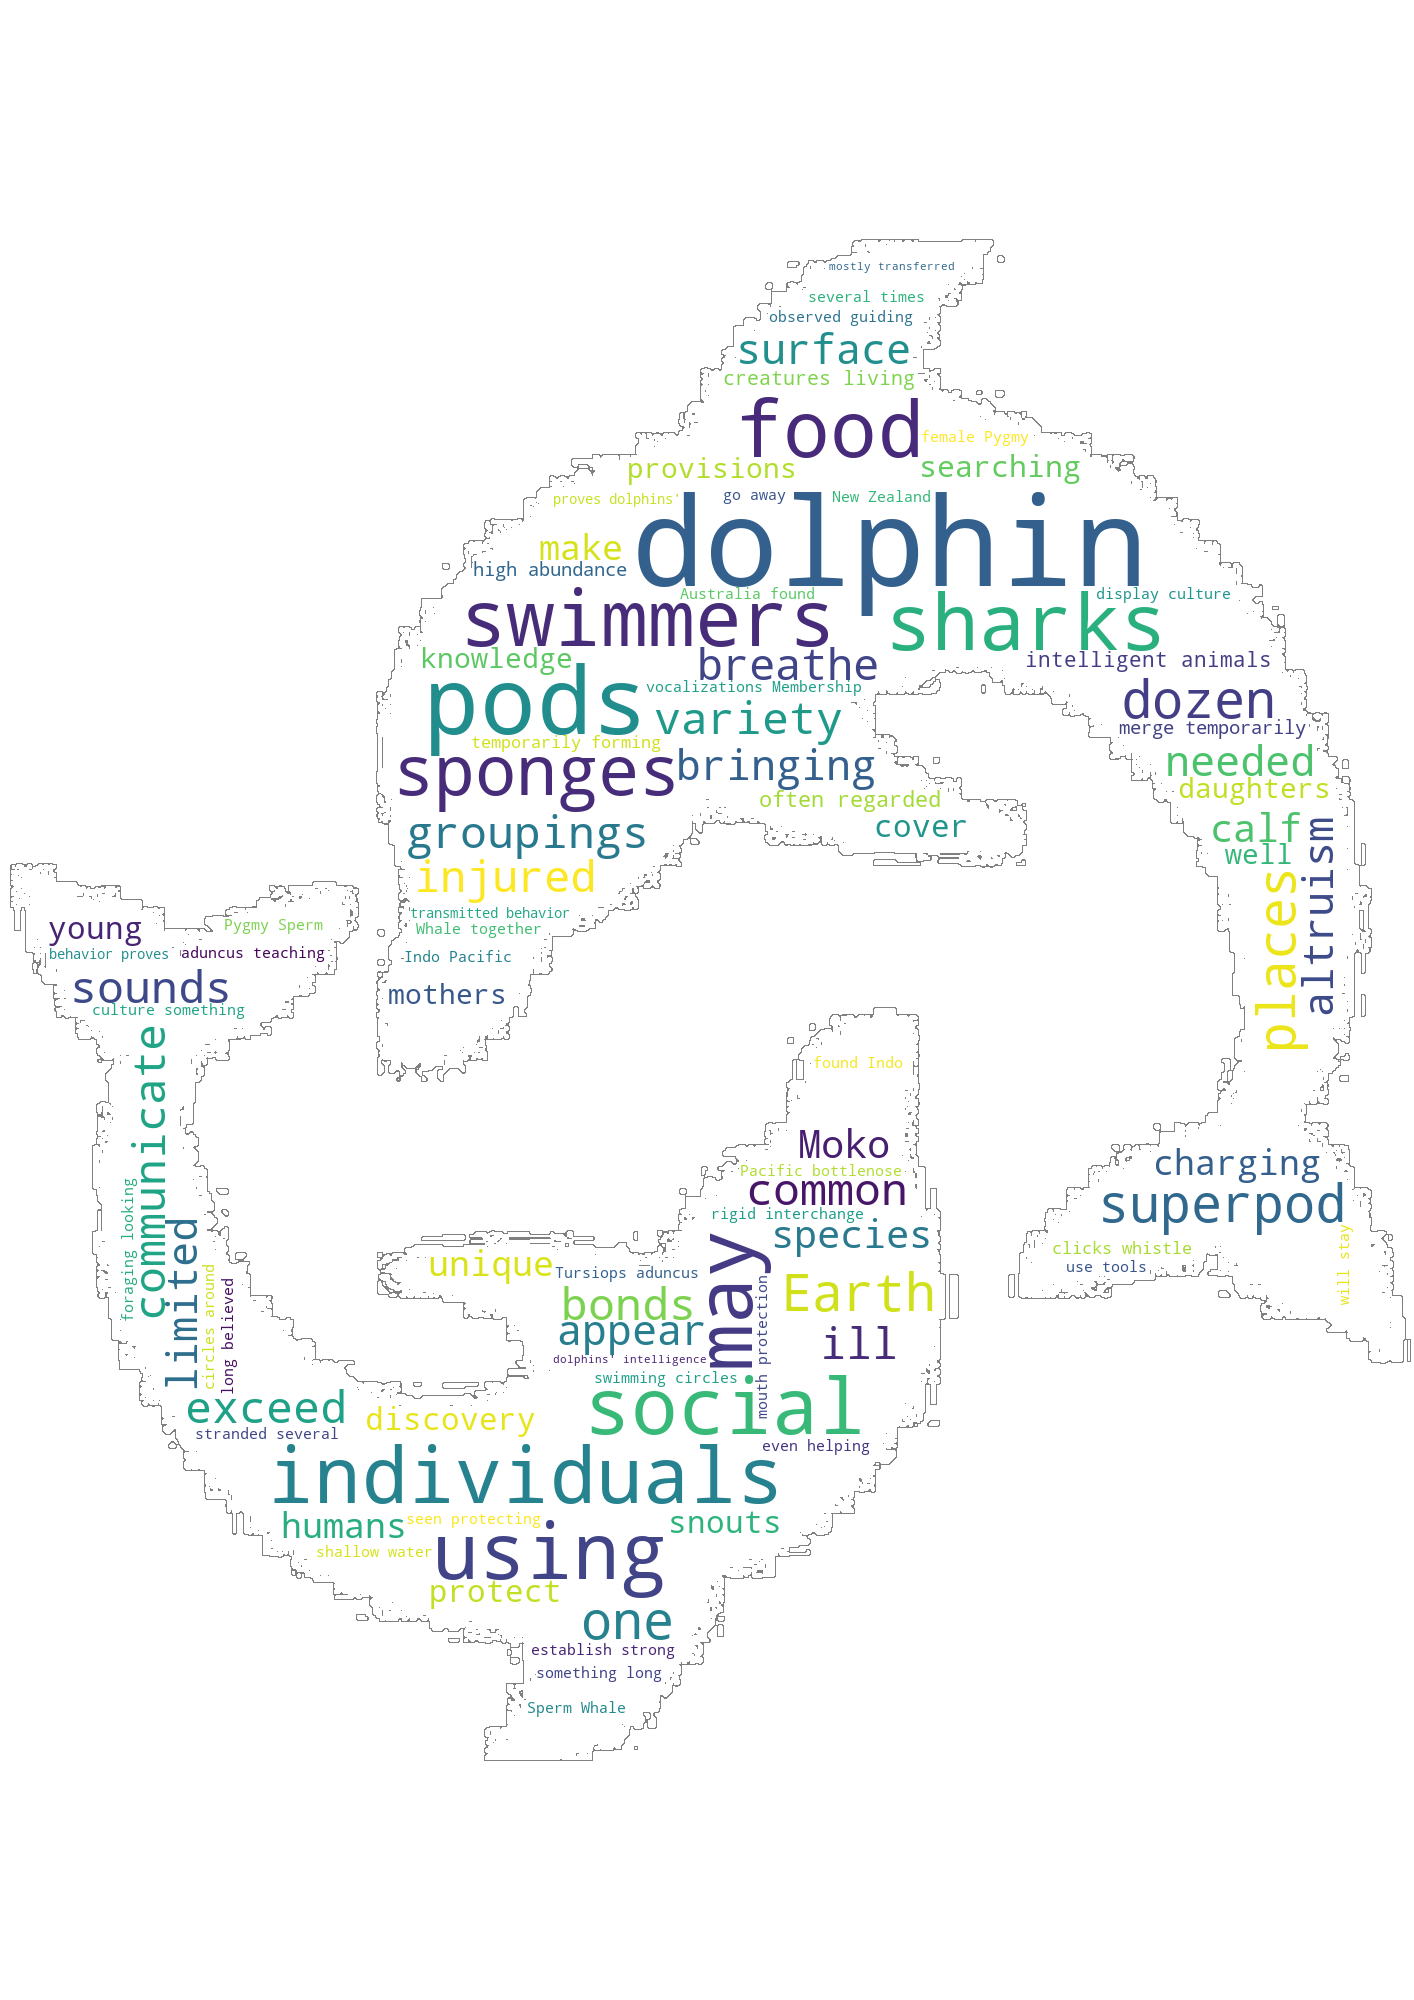 mostly transferred
several times
observed guiding
surface
creatures living
food
female Pygmy
provisions
searching
proves dolphins'
go away
New Zealand
dolphin
make
high abundance
Australia found
display culture
swimmers
sharks
knowledge
breathe
intelligent animals
pods
vocalizations Membership
dozen
variety
merge temporarily
temporarily forming
sponges
bringing
needed
daughters
often regarded
groupings
cover
calf
well
injured
altruism
places
transmitted behavior
Whale together
Indo Pacific
mothers
young
Pygmy Sperm
behavior proves
aduncus teaching
sounds
culture something
communicate
foraging looking
limited
circles around
long believed
found Indo
Moko
Pacific bottlenose
common
rigid interchange
species
charging
superpod
clicks whistle
use tools
will stay
unique
Tursiops aduncus
may
mouth protection
Earth
bonds
appear
ill
dolphins' intelligence
swimming circles
exceed
discovery
social
stranded several
even helping
individuals
humans
seen protecting
snouts
using
shallow water
protect
one
establish strong
something long
Sperm Whale